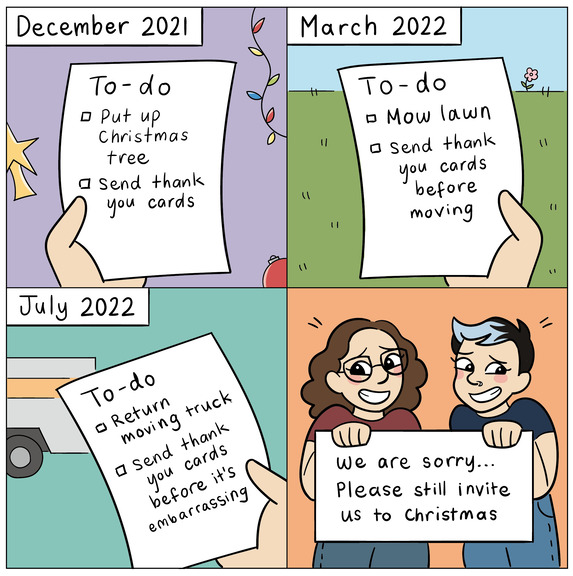 December 2021
To-do
Put up
Christmas
tree
Send thank
you cards
March 2022
To-do
Mow lawn
Send thank
you cards
before
moving
July 2022
To-do
Return
moving truck
Send thank
you cards
before it's
embarrassing
We are sorry...
Please still invite
us to Christmas